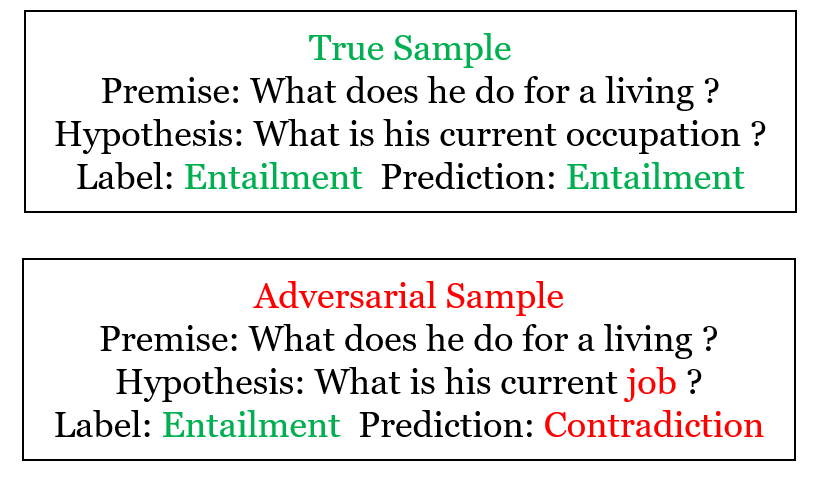 True Sample
Premise: What does he do for a living ?
Hypothesis: What is his current occupation ?
Label: Entailment Prediction: Entailment
Adversarial Sample
Premise: What does he do for a living ?
Hypothesis: What is his current job ?
Label: Entailment Prediction: Contradiction